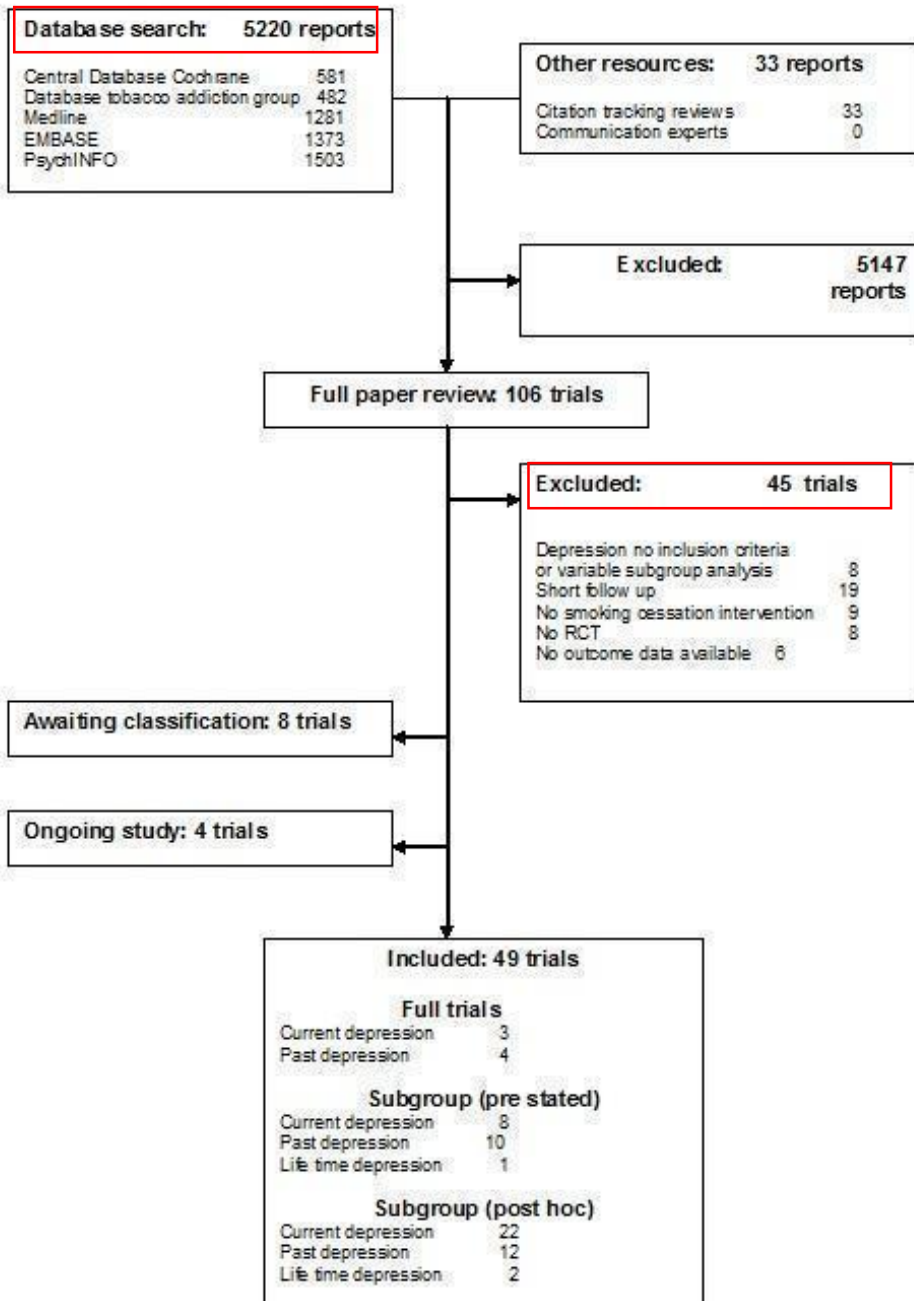 Database search: 5220 reports
Central Database Cochrane 581
Database tobacco addiction group 482
Medline 1281
EMBASE 1373
PsychINFO 1503
Other resources: 33 reports
Citation tracking reviews 33
Communication experts 0
Excluded: 5147
reports
Full paper review: 106 trials
Excluded: 45 trials
Depression no inclusion criteria
or variable subgroup analysis 8
Short follow up 19
No smoking cessation intervention 9
No RCT 8
No outcome data available 6
Awaiting classification: 8 trials
Ongoing study: 4 trials
Included: 49 trials
Full trials
Current depression 3
Past depression 4
Subgroup (pre stated)
Current depression 8
Past depression 10
Life time depression 1
Subgroup (post hoc)
Current depression 22
Past depression 12
Life time depression 2